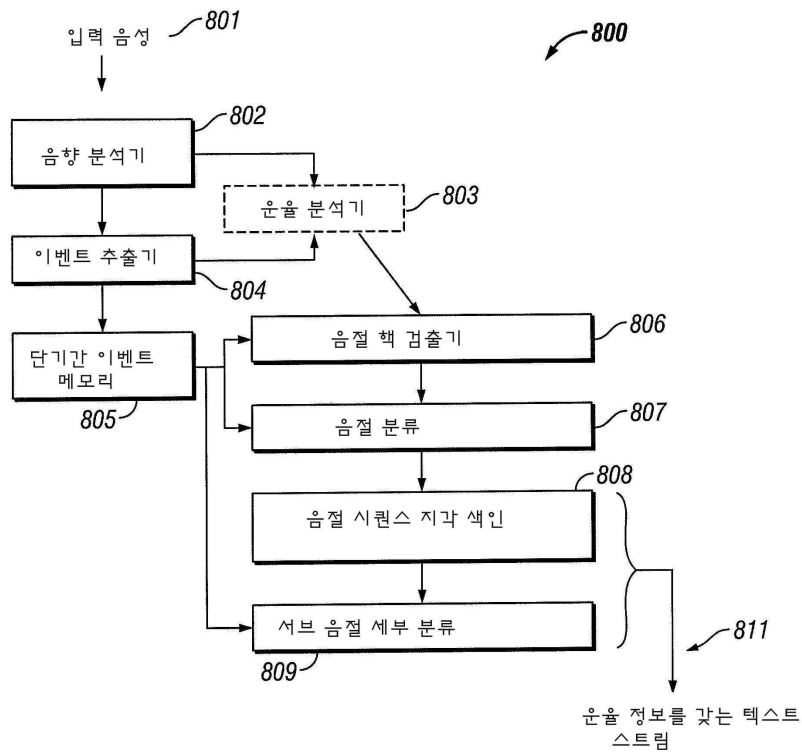 입력 음성
801
800
802
음향 분석기
운율 분석기
803
이벤트 추출기
804
단기간 이벤트
메모리
805
음절 핵 검출기
806
음절 분류
807
808
음절 시퀀스 지각 색인
서브 음절 세부 분류
809
811
운율 정보를 갖는 텍스트
스트림